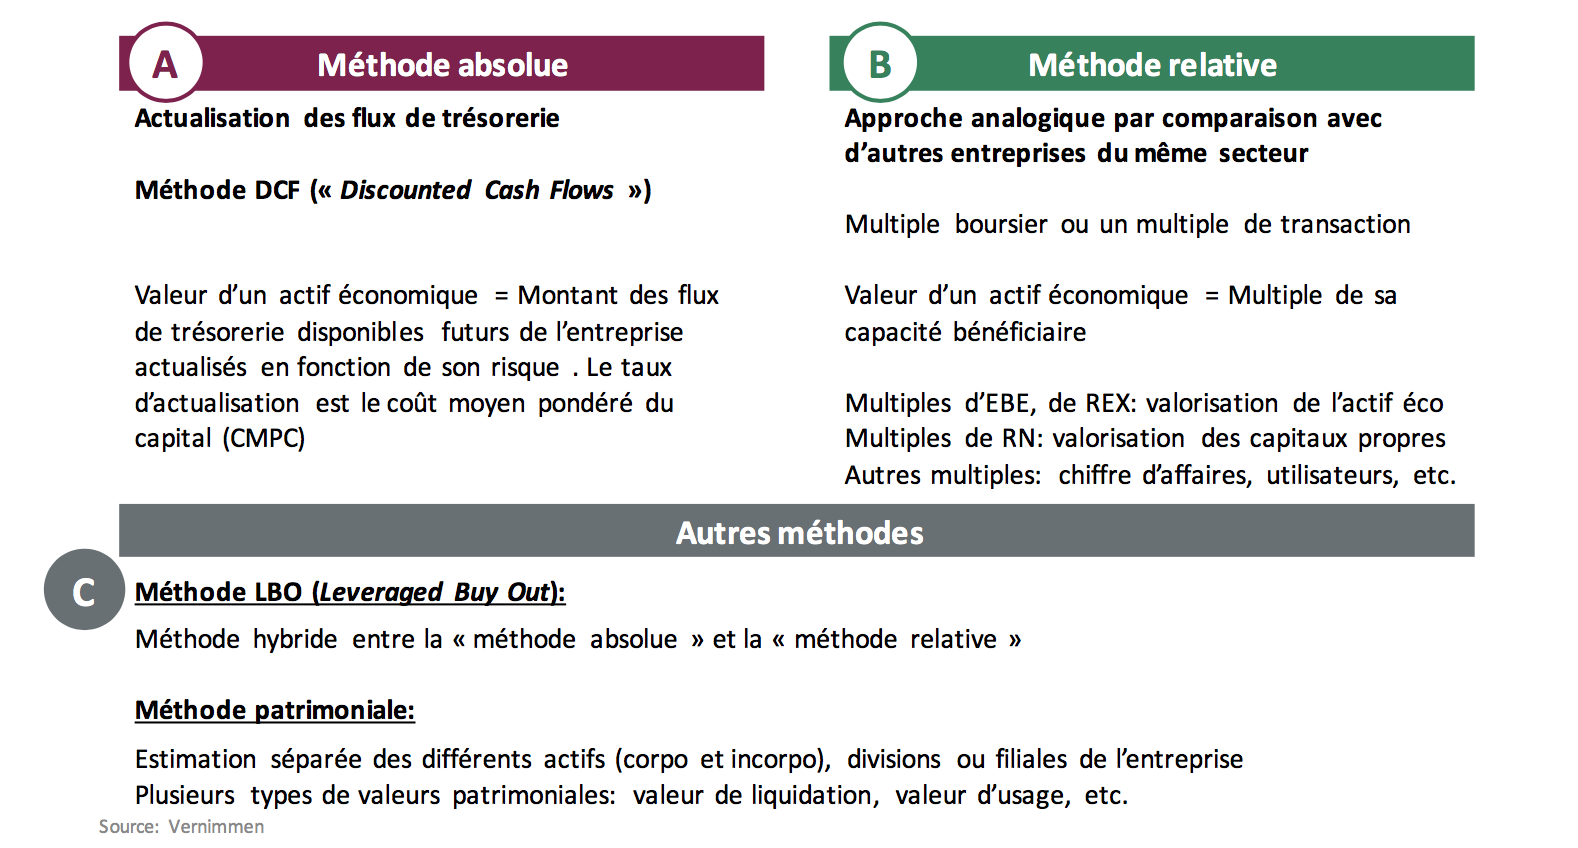 A
Méthode absolue
Actualisation des flux de trésorerie
Méthode DCF (« Discounted Cash Flows »)
Valeur d’un actif économique = Montant des flux
de trésorerie disponibles futurs de l’entreprise
actualisés en fonction de son risque . Le taux
d’actualisation est le coût moyen pondéré du
capital (CMPC)
B
Méthode relative
Approche analogique par comparaison avec
d’autres entreprises du même secteur
Multiple boursier ou un multiple de transaction
Valeur d’un actif économique = Multiple de sa
capacité bénéficiaire
Multiples d’EBE, de REX: valorisation de l’actif éco
Multiples de RN: valorisation des capitaux propres
Autres multiples: chiffre d’affaires, utilisateurs, etc.
Autres méthodes
C
Méthode LBO (Leveraged Buy Out):
Méthode hybride entre la « méthode absolue » et la « méthode relative »
Méthode patrimoniale:
Estimation séparée des différents actifs (corpo et incorpo), divisions ou filiales de l’entreprise
Plusieurs types de valeurs patrimoniales: valeur de liquidation, valeur d’usage, etc.
Source: Vernimmen